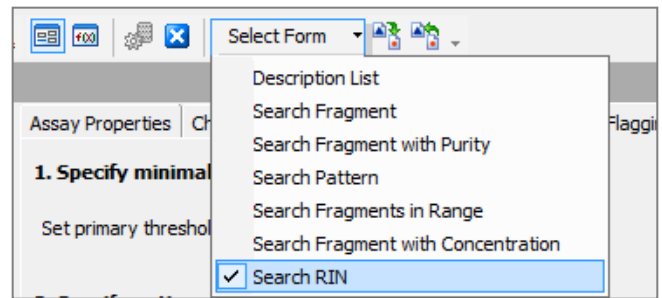 f(x) Select Form
Description List
Search Fragment
Assay Properties
Search Fragment with Purity
1. Specify minimal
Search Pattern
Search Fragments in Range
Set primary
Search Fragment with Concentration
Search RIN